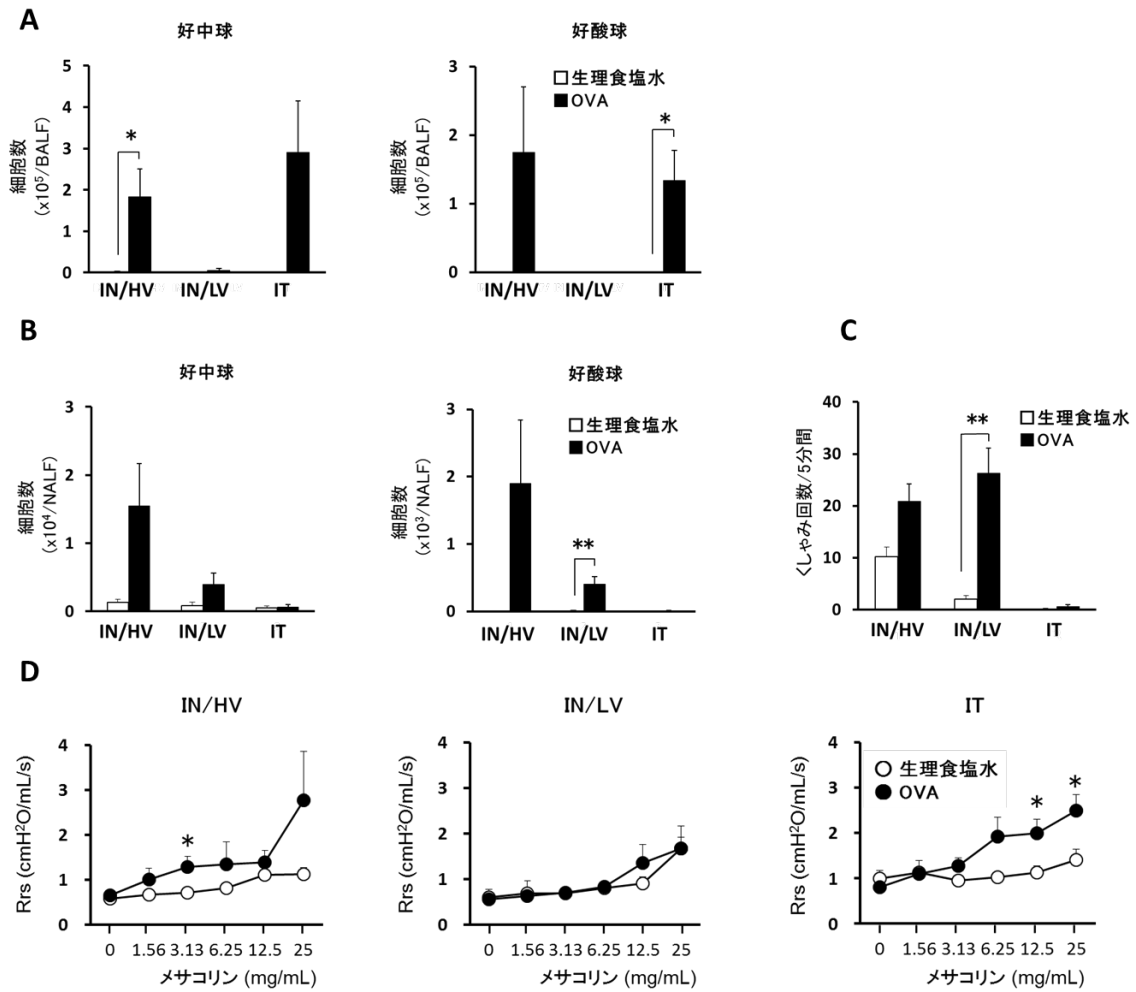 A
好中球
細胞数
(x10⁵/BALF)
5
4
3
2
1
0
*
IN/HV IN/LV IT
好酸球
細胞数
(x10⁵/BALF)
3
2
1
0
生理食塩水
OVA
*
IN/HV IN/LV IT
B
好中球
細胞数
(x10⁴/NALF)
3
2
1
0
IN/HV IN/LV IT
好酸球
細胞数
(x10³/NALF)
3
2
1
0
生理食塩水
OVA
**
IN/HV IN/LV IT
C
くしゃみ回数/5分間
40
30
20
10
0
生理食塩水
OVA
**
IN/HV IN/LV IT
D
IN/HV
Rrs (cmH²O/mL/s)
4
3
2
1
0
*
0 1.56 3.13 6.25 12.5 25
メサコリン (mg/mL)
IN/LV
Rrs (cmH²O/mL/s)
4
3
2
1
0
0 1.56 3.13 6.25 12.5 25
メサコリン (mg/mL)
IT
Rrs (cmH²O/mL/s)
4
3
2
1
0
生理食塩水
OVA
* *
0 1.56 3.13 6.25 12.5 25
メサコリン (mg/mL)